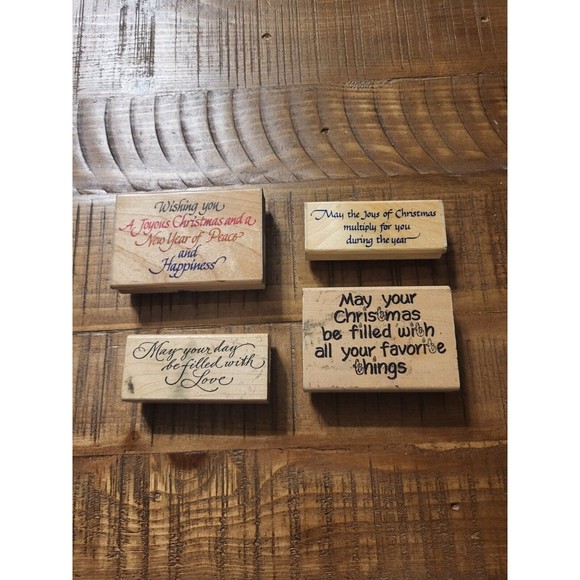 Wishing you
A Joyous Christmas and a
New Year of Peace
and
Happiness
May the Joys of Christmas
multiply for you
during the year
May your day
be filled with
Love
May your
Christmas
be filled with
all your favorite
things